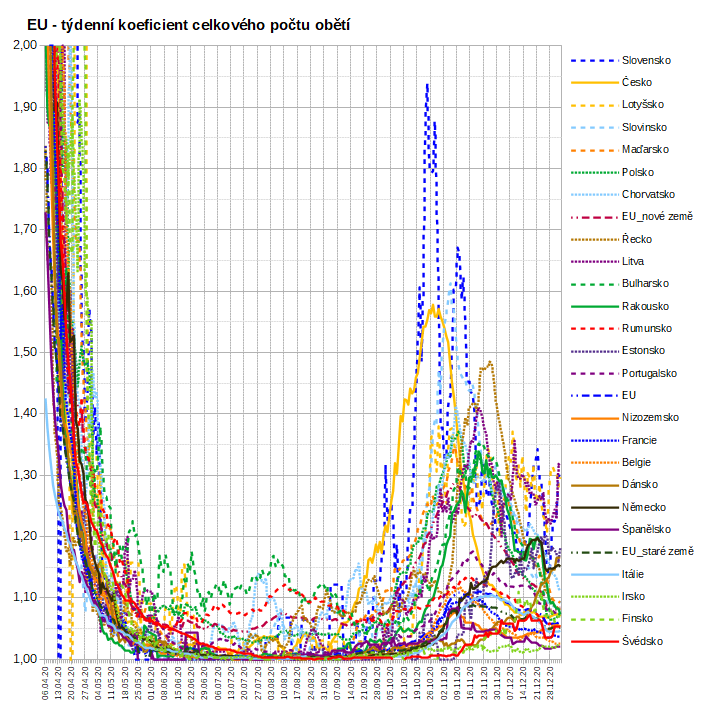 EU - týdenní koeficient celkového počtu obětí
2,00
1,90
1,80
1,70
1,60
1,50
1,40
1,30
1,20
1,10
1,00
Slovensko
Česko
Lotyšsko
Slovinsko
Maďarsko
Polsko
Chorvatsko
EU_nové země
Řecko
Litva
Bulharsko
Rakousko
Rumunsko
Estonsko
Portugalsko
EU
Nizozemsko
Francie
Belgie
Dánsko
Německo
Španělsko
EU_staré země
Itálie
Irsko
Finsko
Švédsko
06.04.20
13.04.20
20.04.20
27.04.20
04.05.20
11.05.20
18.05.20
25.05.20
01.06.20
08.06.20
15.06.20
22.06.20
29.06.20
06.07.20
13.07.20
20.07.20
27.07.20
03.08.20
10.08.20
17.08.20
24.08.20
31.08.20
07.09.20
14.09.20
21.09.20
28.09.20
05.10.20
12.10.20
19.10.20
26.10.20
02.11.20
09.11.20
16.11.20
23.11.20
30.11.20
07.12.20
14.12.20
21.12.20
28.12.20